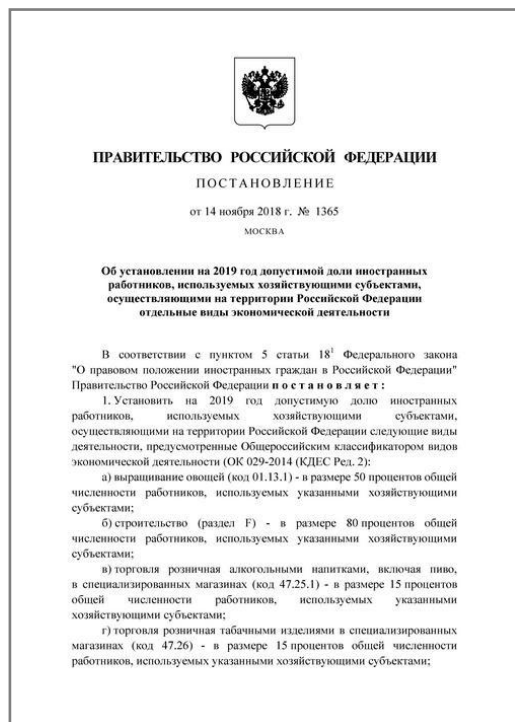 ПРАВИТЕЛЬСТВО РОССИЙСКОЙ ФЕДЕРАЦИИ
ПОСТАНОВЛЕНИЕ
от 14 ноября 2018 г. № 1365
МОСКВА
Об установлении на 2019 год допустимой доли иностранных
работников, используемых хозяйствующими субъектами,
осуществляющими на территории Российской Федерации
отдельные виды экономической деятельности
В соответствии с пунктом 5 статьи 18¹ Федерального закона
"О правовом положении иностранных граждан в Российской Федерации"
Правительство Российской Федерации постановляет:
1. Установить на 2019 год допустимую долю иностранных
работников, используемых хозяйствующими субъектами,
осуществляющими на территории Российской Федерации следующие виды
деятельности, предусмотренные Общероссийским классификатором видов
экономической деятельности (ОК 029-2014 (КДЕС Ред. 2):
а) выращивание овощей (код 01.13.1) - в размере 50 процентов общей
численности работников, используемых указанными хозяйствующими
субъектами;
б) строительство (раздел F) - в размере 80 процентов общей
численности работников, используемых указанными хозяйствующими
субъектами;
в) торговля розничная алкогольными напитками, включая пиво,
в специализированных магазинах (код 47.25.1) - в размере 15 процентов
общей численности работников, используемых указанными
хозяйствующими субъектами;
г) торговля розничная табачными изделиями в специализированных
магазинах (код 47.26) - в размере 15 процентов общей численности
работников, используемых указанными хозяйствующими субъектами;